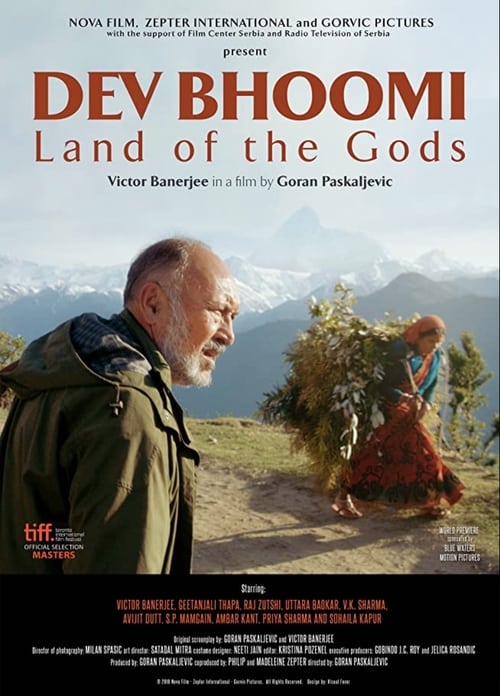 NOVA FILM, ZEPTER INTERNATIONAL and GORVIC PICTURES
with the support of Film Center Serbia and Radio Television of Serbia
present
DEV BHOOMI
Land of the Gods
Victor Banerjee in a film by Goran Paskaljevic
tiff. toronto international film festival
OFFICIAL SELECTION
MASTERS
WORLD PREMIERE
BLUE WATERS
MOTION PICTURES
Starring:
VICTOR BANERJEE, GEETANJALI THAPA, RAJ ZUTSHI, UTTARA BAOKAR, V.K. SHARMA,
AVIJIT DUTT, S.P. MAMGAIN, AMBAR KANT, PRIYA SHARMA and SOHAILA KAPUR
Original screenplay by: GORAN PASKALJEVIC and VICTOR BANERJEE
Director of photography: MILAN SPASIC art director: SATADAL MITRA costume designer: NEETI JAIN editor: KRISTINA POZENEL executive producers: GOBINDO J.C. ROY and JELICA ROSANDIC
Produced by: GORAN PASKALJEVIC coproduced by: PHILIP and MADELEINE ZEPTER directed by: GORAN PASKALJEVIC
Nova Film - Zepter International - Gorvic Pictures. All Rights Reserved. Design by: